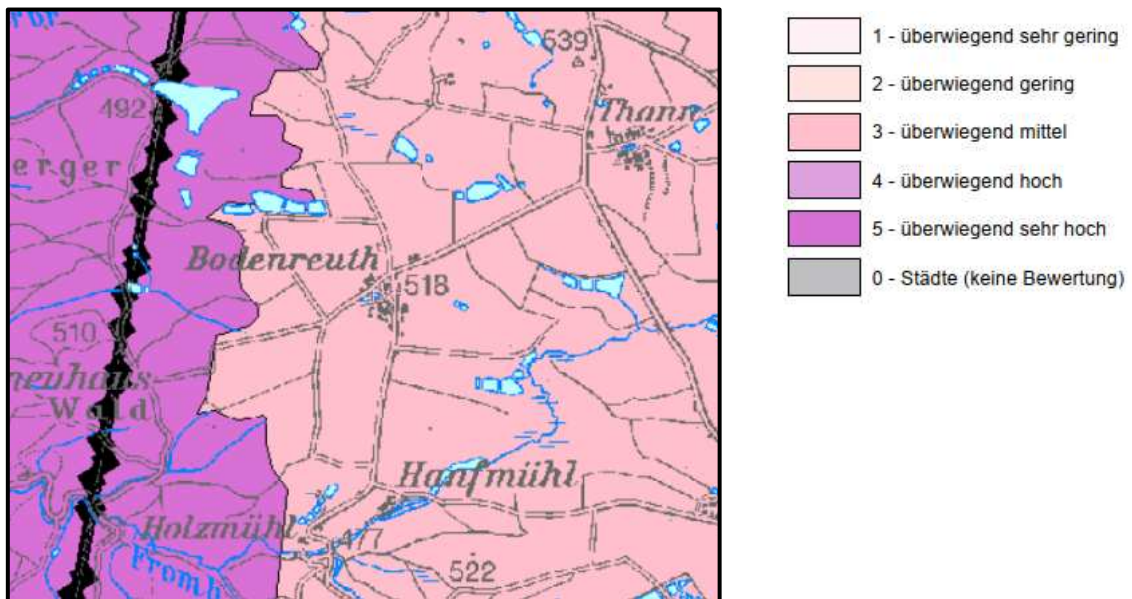 539
Thann
492
erger
Bodenreuth
518
510
neuhaus
Wald
Hanfmühl
Holzmühl
477
522
Fromb
1 - überwiegend sehr gering
2 - überwiegend gering
3 - überwiegend mittel
4 - überwiegend hoch
5 - überwiegend sehr hoch
0 - Städte (keine Bewertung)